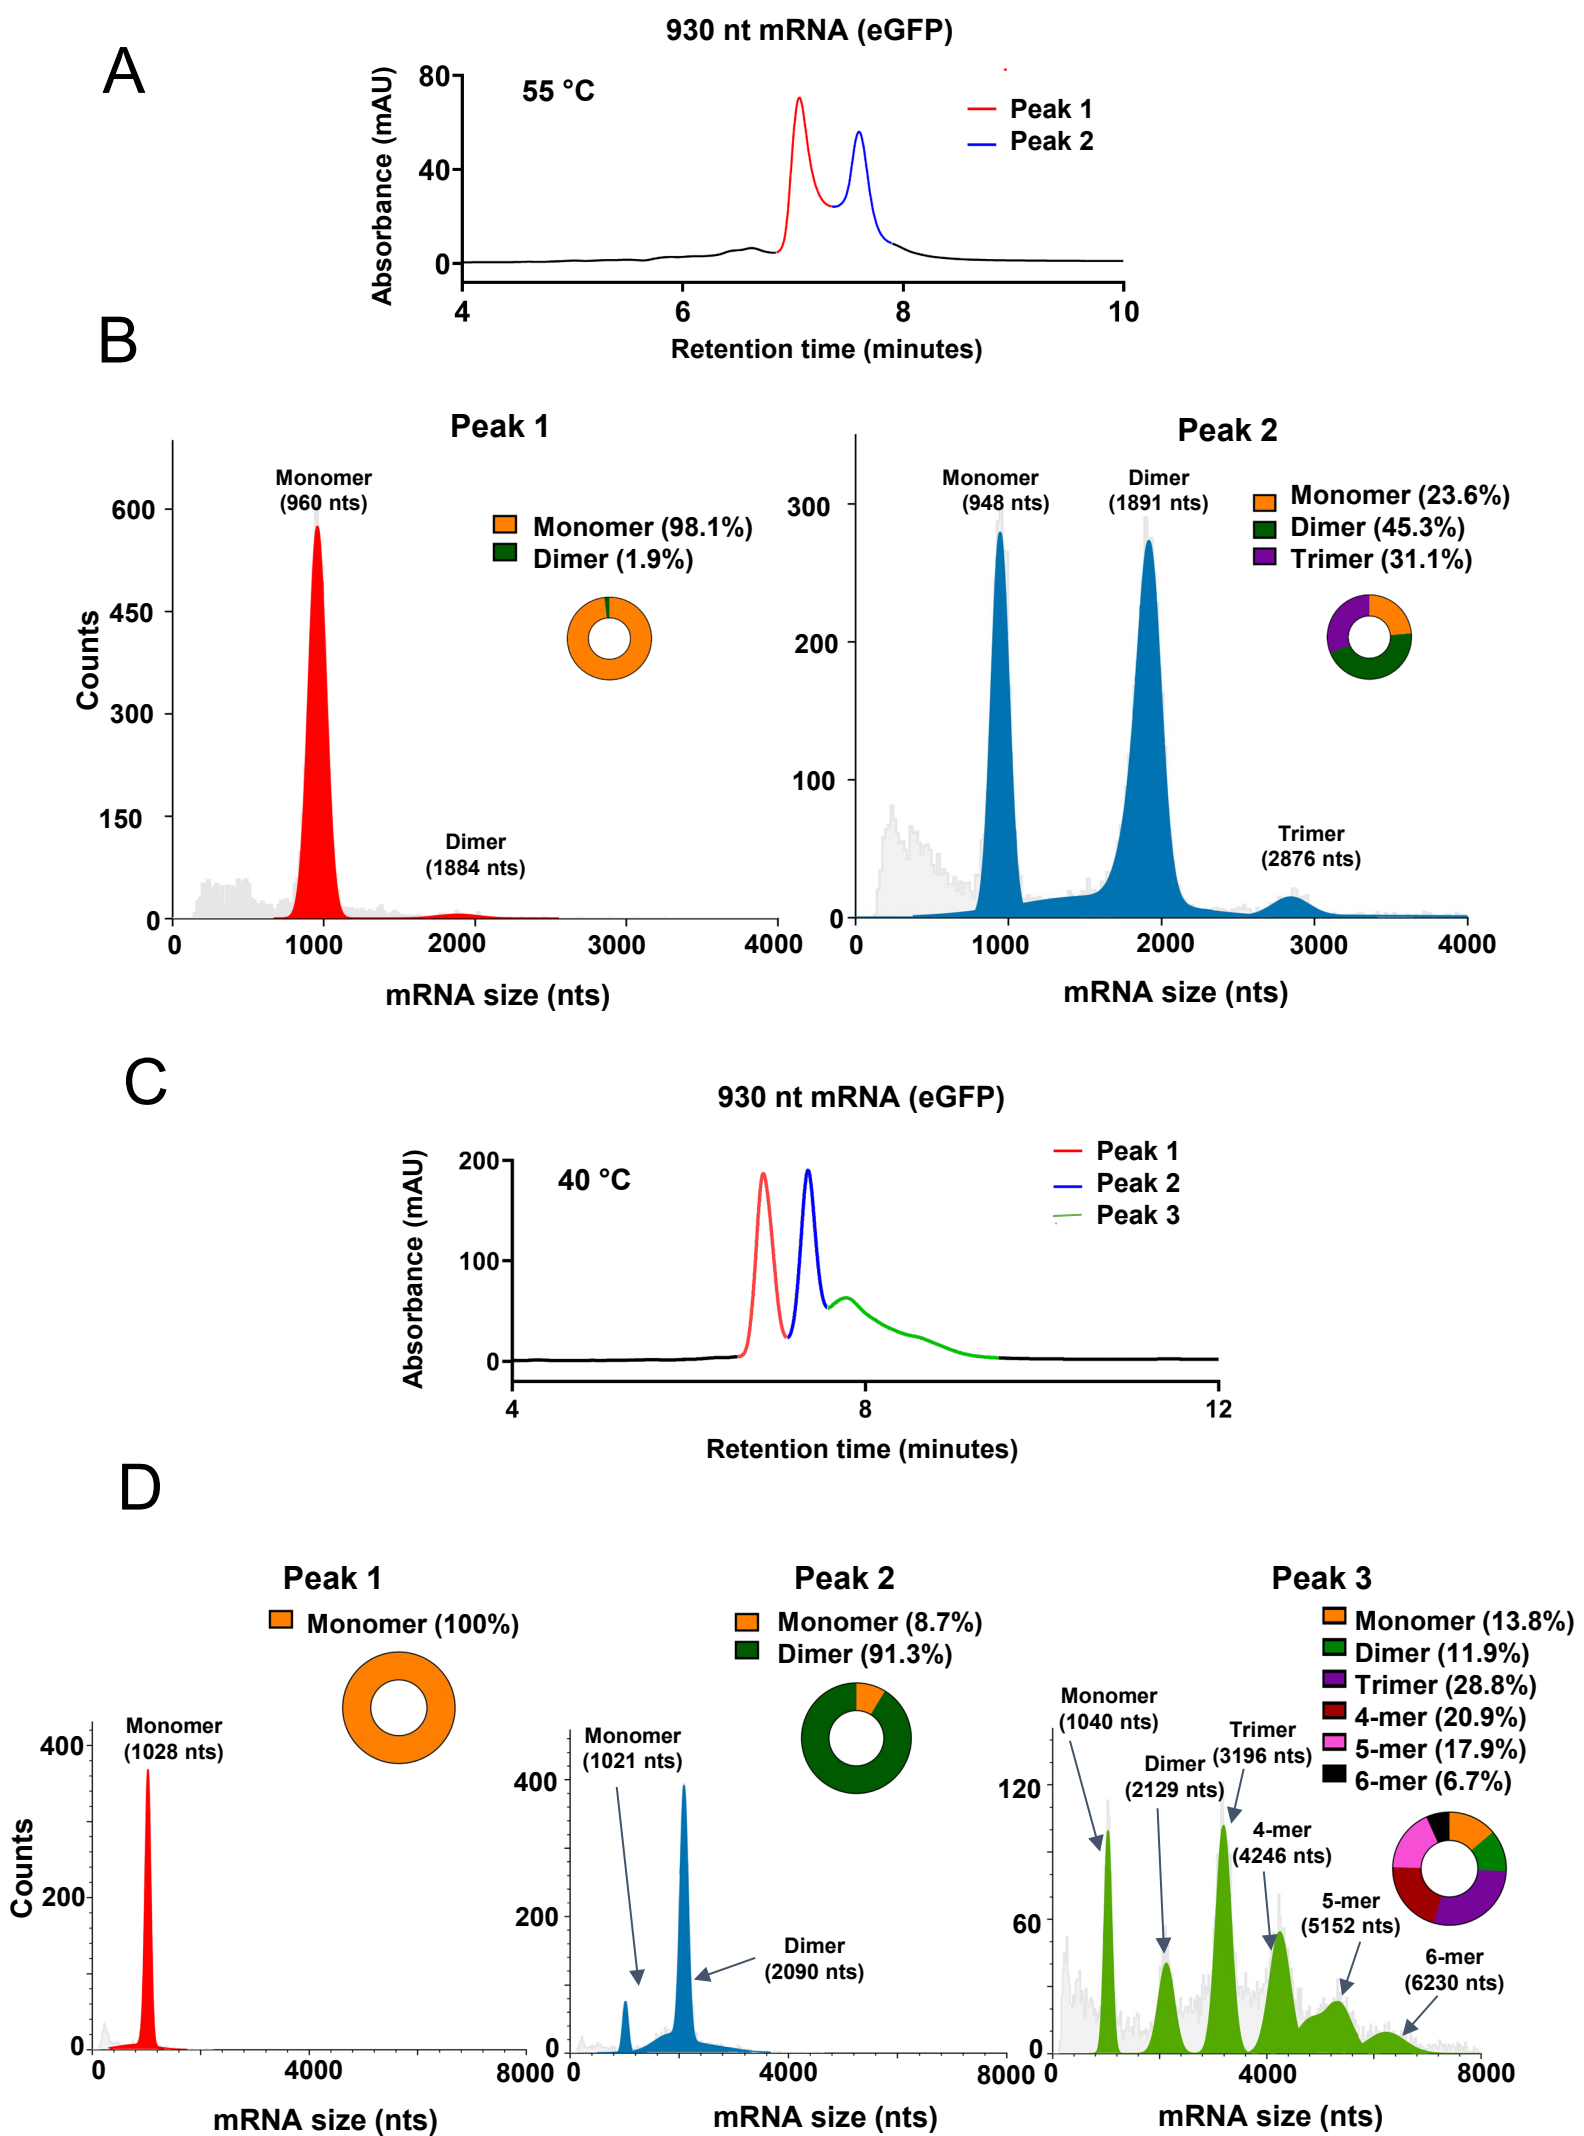 A
930 nt mRNA (eGFP)
55 °C
Peak 1
Peak 2
Absorbance (mAU)
80
40
0
4
6
8
10
Retention time (minutes)
B
Peak 1
Monomer
(960 nts)
Monomer (98.1%)
Dimer (1.9%)
Dimer
(1884 nts)
Counts
600
450
300
150
0
0
1000
2000
3000
4000
mRNA size (nts)
Peak 2
Monomer
(948 nts)
Dimer
(1891 nts)
Monomer (23.6%)
Dimer (45.3%)
Trimer (31.1%)
Trimer
(2876 nts)
300
200
100
0
0
1000
2000
3000
4000
mRNA size (nts)
C
930 nt mRNA (eGFP)
40 °C
Peak 1
Peak 2
Peak 3
Absorbance (mAU)
200
100
0
4
8
12
Retention time (minutes)
D
Peak 1
Monomer (100%)
Monomer
(1028 nts)
Counts
400
200
0
0
4000
8000
mRNA size (nts)
Peak 2
Monomer (8.7%)
Dimer (91.3%)
Monomer
(1021 nts)
Dimer
(2090 nts)
400
200
0
0
4000
8000
mRNA size (nts)
Peak 3
Monomer (13.8%)
Dimer (11.9%)
Trimer (28.8%)
4-mer (20.9%)
5-mer (17.9%)
6-mer (6.7%)
Monomer
(1040 nts)
Dimer
(2129 nts)
Trimer
(3196 nts)
4-mer
(4246 nts)
5-mer
(5152 nts)
6-mer
(6230 nts)
120
60
0
0
4000
8000
mRNA size (nts)